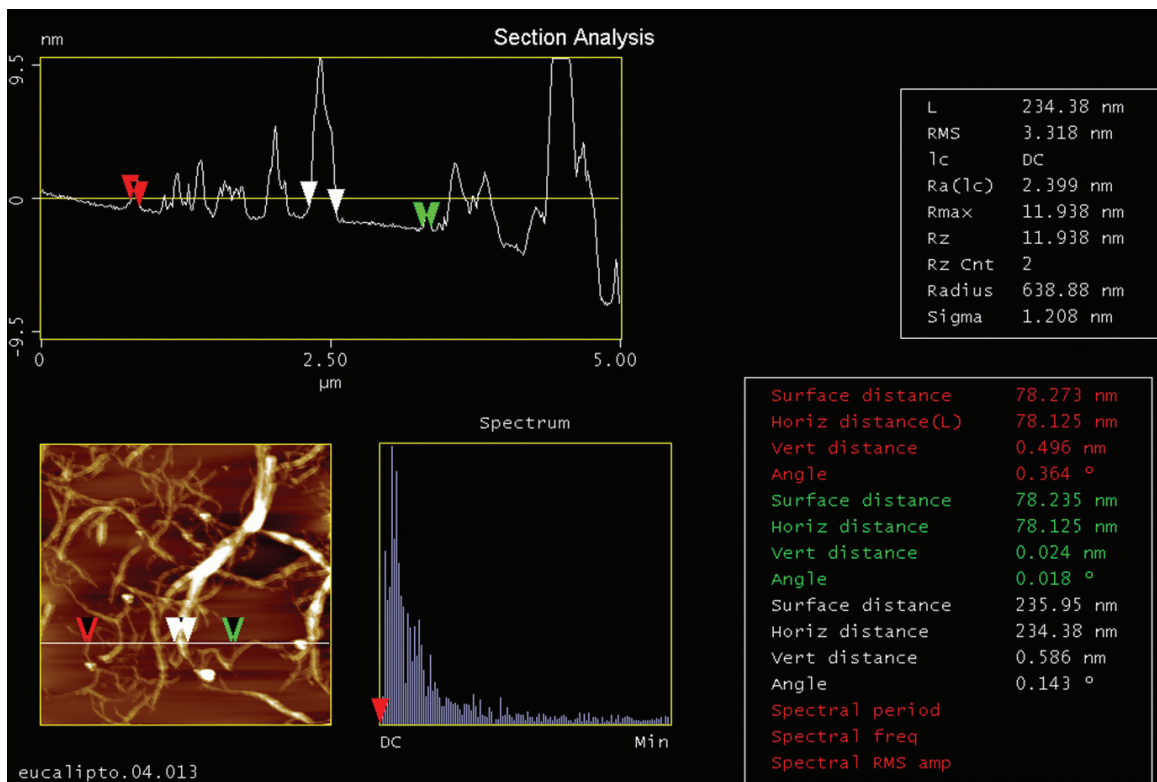 Section Analysis
nm
9.5
0
-9.5
0 2.50 5.00
µm
L 234.38 nm
RMS 3.318 nm
lc DC
Ra(lc) 2.399 nm
Rmax 11.938 nm
Rz 11.938 nm
Rz Cnt 2
Radius 638.88 nm
Sigma 1.208 nm
Surface distance 78.273 nm
Horiz distance(L) 78.125 nm
Vert distance 0.496 nm
Angle 0.364 º
Surface distance 78.235 nm
Horiz distance 78.125 nm
Vert distance 0.024 nm
Angle 0.018 º
Surface distance 235.95 nm
Horiz distance 234.38 nm
Vert distance 0.586 nm
Angle 0.143 º
Spectral period
Spectral freq
Spectral RMS amp
Spectrum
DC Min
eucalipto.04.013